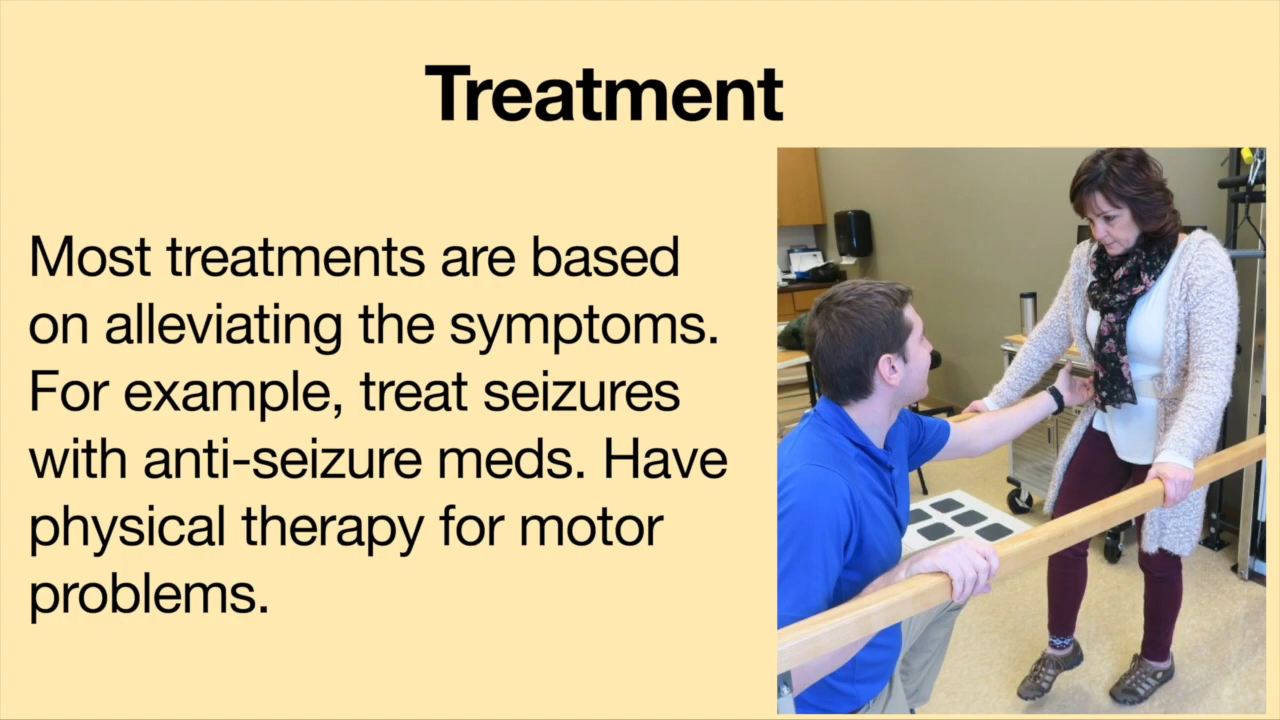 Treatment
Most treatments are based
on alleviating the symptoms.
For example, treat seizures
with anti-seizure meds. Have
physical therapy for motor
problems.